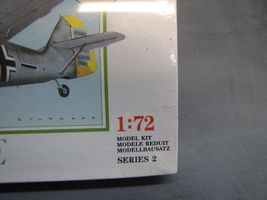 1:72
MODEL KIT
MODELE REDUIT
MODELLBAUSATZ
SERIES 2
E